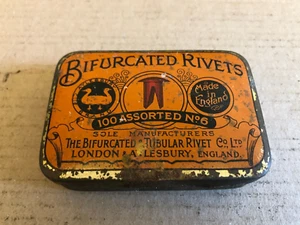 BIFURCATED RIVETS
Made
in
England
100 ASSORTED Nº6
SOLE MANUFACTURERS
THE BIFURCATED & TUBULAR RIVET CO. LTD.
LONDON & AYLESBURY, ENGLAND.